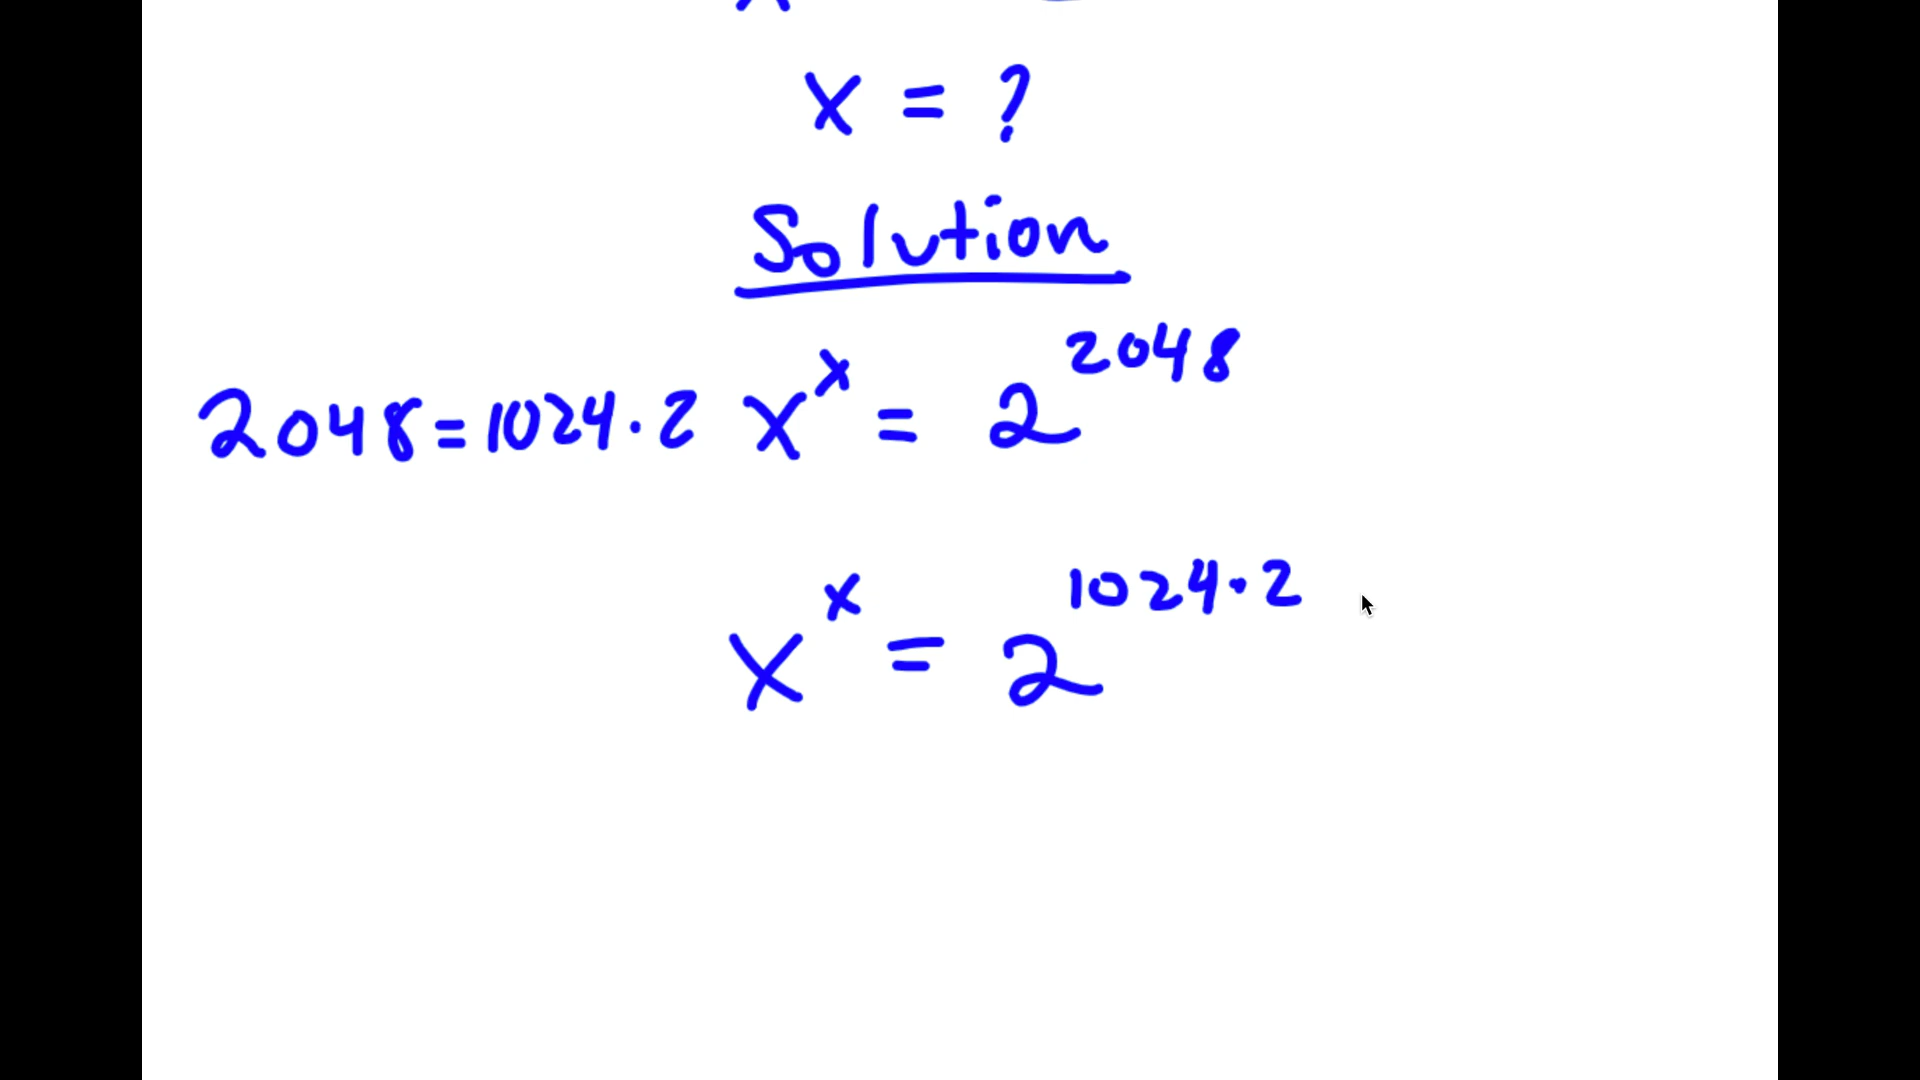 x = ?
Solution
2048=1024·2 x^x = 2^2048
x^x = 2^1024·2